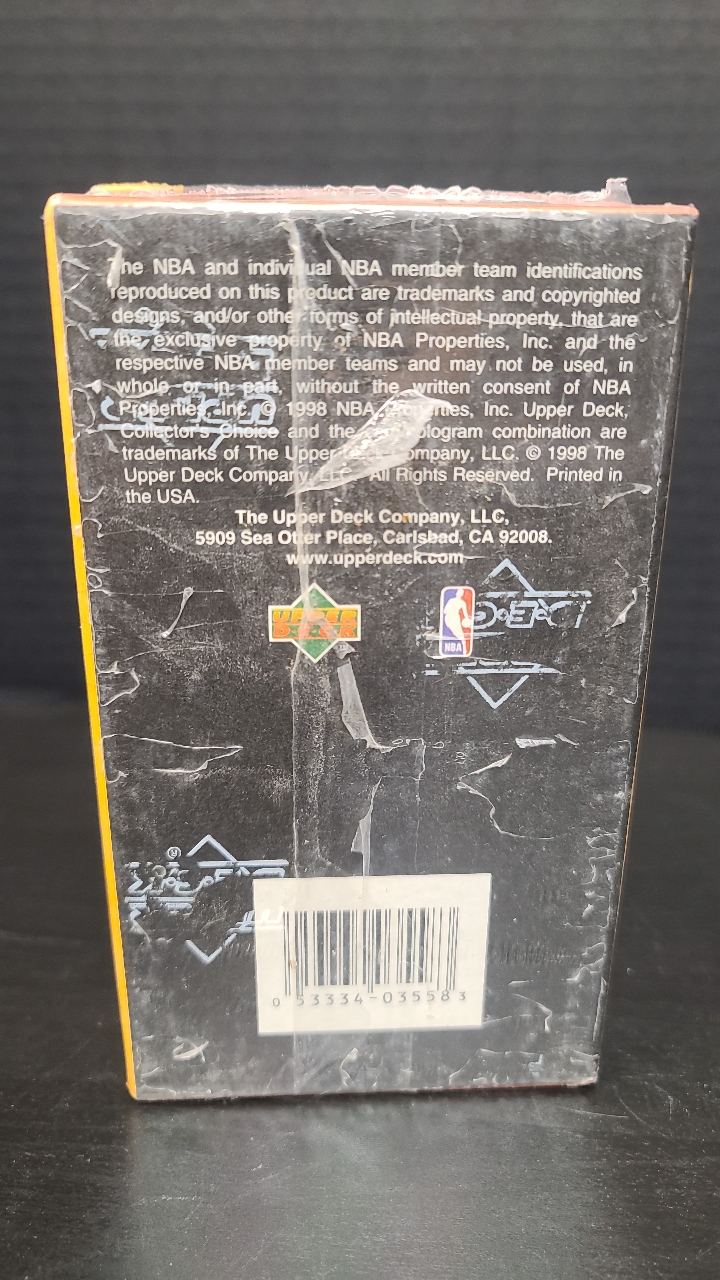 The NBA and individual NBA member team identifications
reproduced on this product are trademarks and copyrighted
designs, and/or other forms of intellectual property, that are
the exclusive property of NBA Properties, Inc. and the
respective NBA member teams and may not be used, in
whole or in part, without the written consent of NBA
Properties, Inc. © 1998 NBA Properties, Inc. Upper Deck,
Collector's Choice and the hologram combination are
trademarks of The Upper Deck Company, LLC. © 1998 The
Upper Deck Company, LLC. All Rights Reserved. Printed in
the USA.
The Upper Deck Company, LLC,
5909 Sea Otter Place, Carlsbad, CA 92008.
www.upperdeck.com
UPPER
DECK
NBA
DECK
0 53334-03558 3